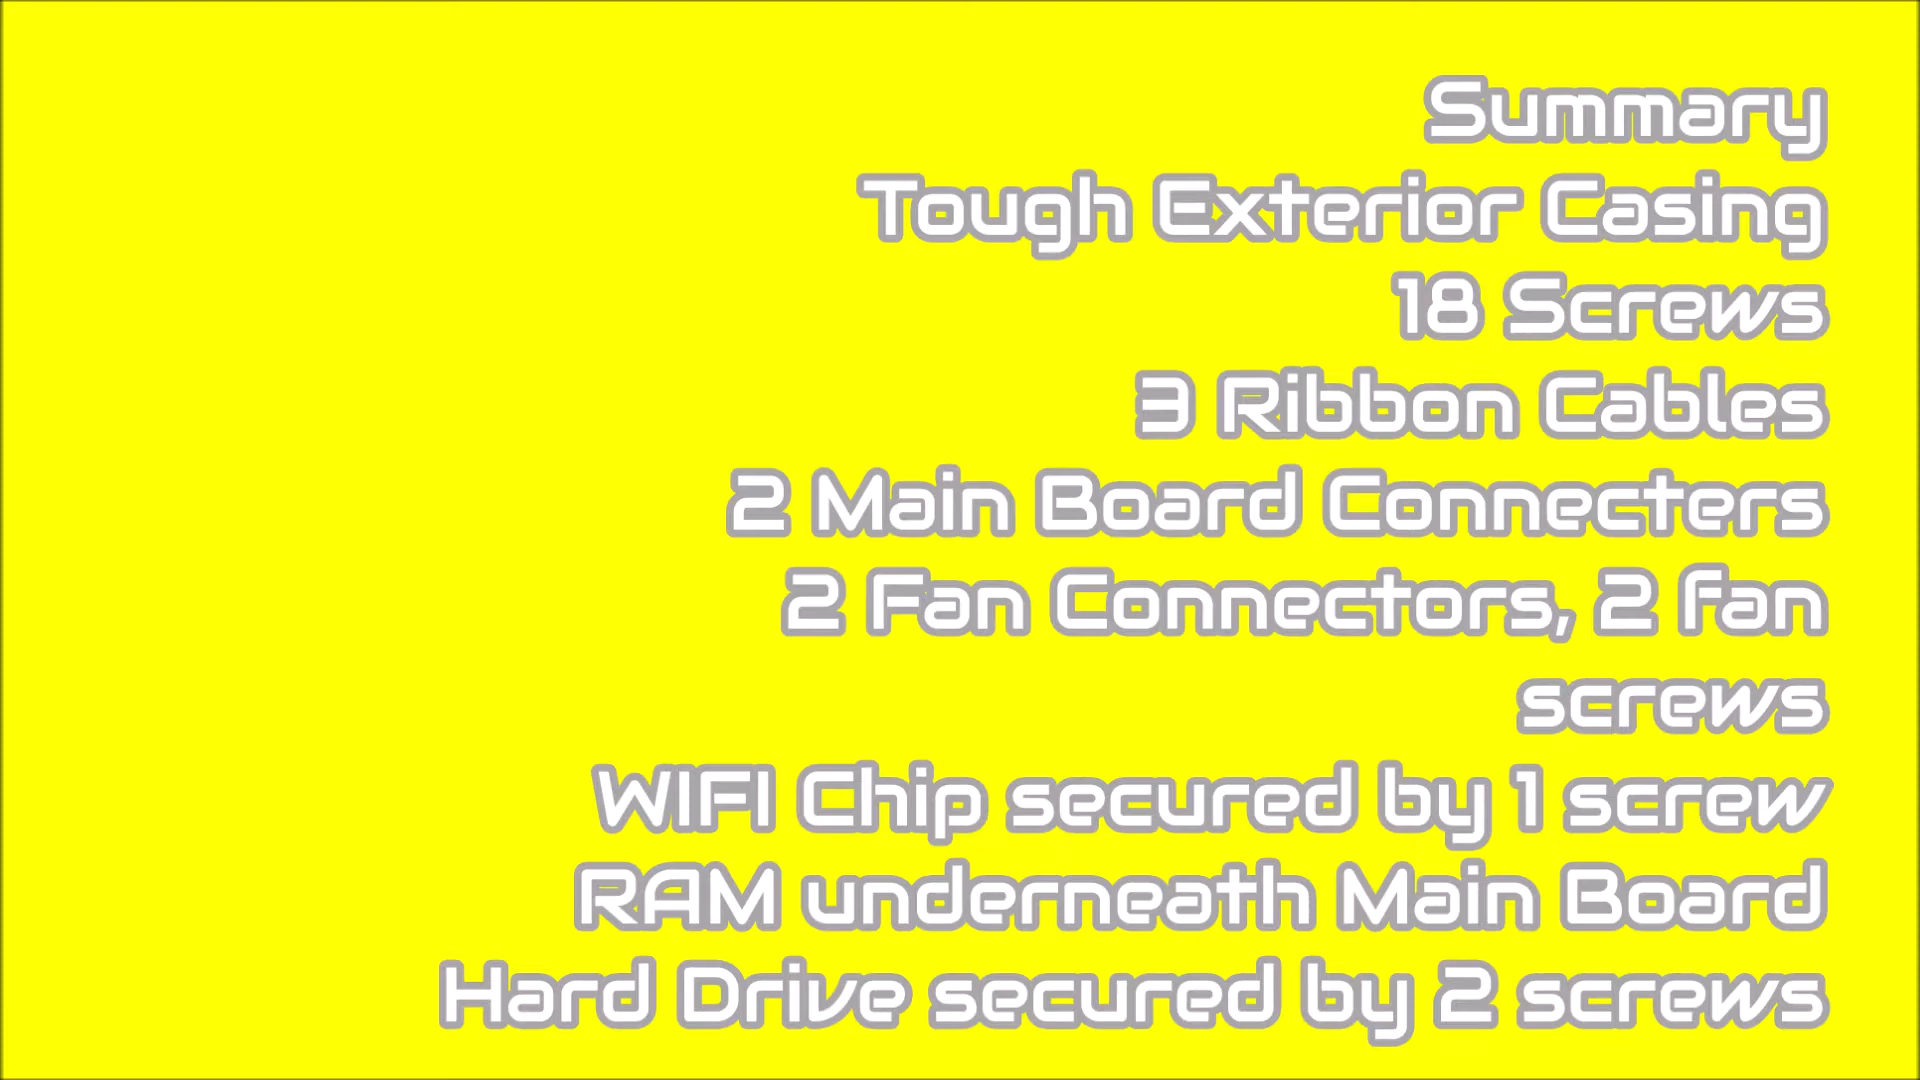 Summary
Tough Exterior Casing
18 Screws
3 Ribbon Cables
2 Main Board Connecters
2 Fan Connectors, 2 fan
screws
WIFI Chip secured by 1 screw
RAM underneath Main Board
Hard Drive secured by 2 screws